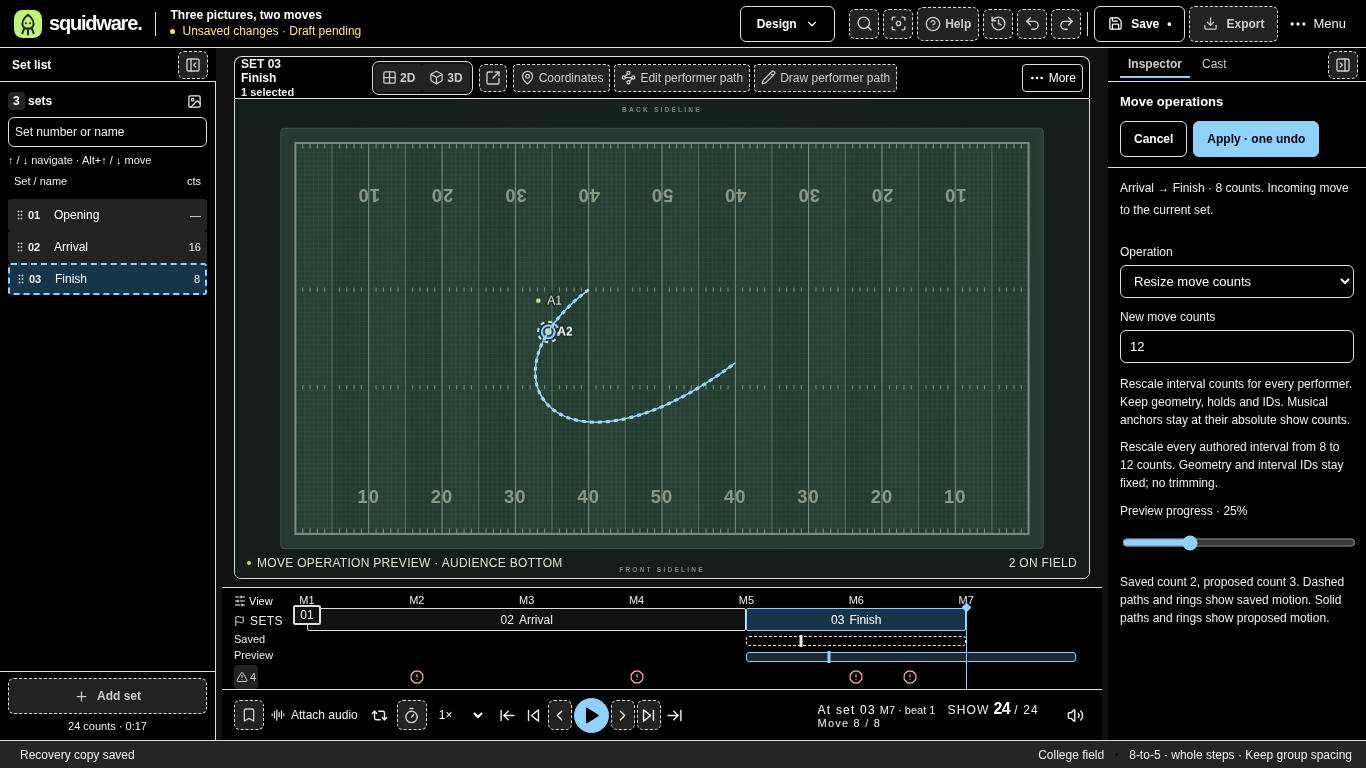 squidware.
Three pictures, two moves
Unsaved changes · Draft pending
Design
Help
Save •
Export
Menu
Set list
3 sets
Set number or name
↑ / ↓ navigate · Alt+↑ / ↓ move
Set / name cts
01 Opening —
02 Arrival 16
03 Finish 8
Add set
24 counts · 0:17
SET 03
Finish
1 selected
2D
3D
Coordinates
Edit performer path
Draw performer path
More
BACK SIDELINE
10 20 30 40 50 40 30 20 10
A1
A2
10 20 30 40 50 40 30 20 10
MOVE OPERATION PREVIEW · AUDIENCE BOTTOM
FRONT SIDELINE
2 ON FIELD
View
M1 M2 M3 M4 M5 M6 M7
SETS
01
02 Arrival
03 Finish
Saved
Preview
4
Attach audio
1×
At set 03 M7 · beat 1 SHOW 24 / 24
Move 8 / 8
Inspector
Cast
Move operations
Cancel
Apply · one undo
Arrival → Finish · 8 counts. Incoming move
to the current set.
Operation
Resize move counts
New move counts
12
Rescale interval counts for every performer.
Keep geometry, holds and IDs. Musical
anchors stay at their absolute show counts.
Rescale every authored interval from 8 to
12 counts. Geometry and interval IDs stay
fixed; no trimming.
Preview progress · 25%
Saved count 2, proposed count 3. Dashed
paths and rings show saved motion. Solid
paths and rings show proposed motion.
Recovery copy saved
College field · 8-to-5 · whole steps · Keep group spacing